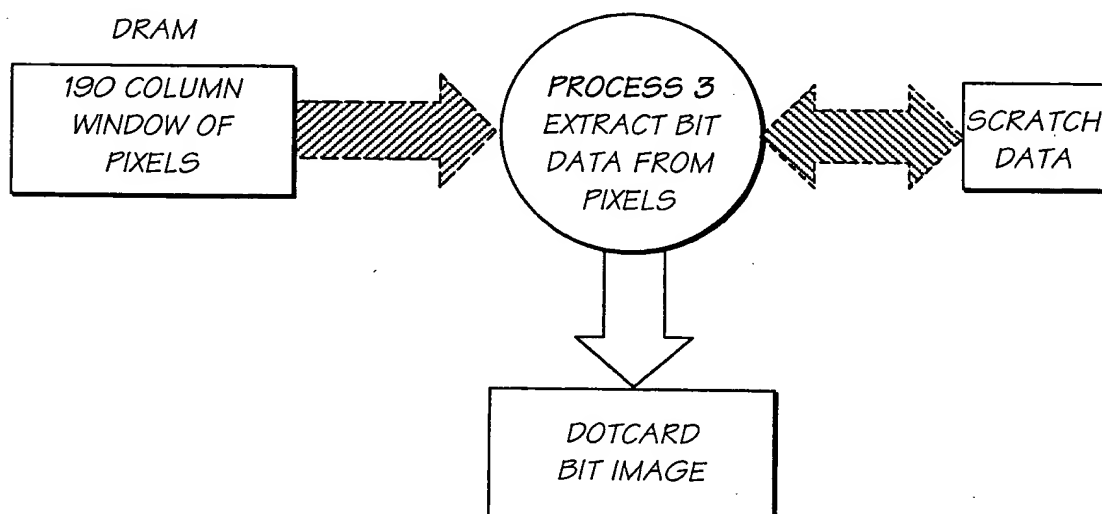 DRAM
190 COLUMN
WINDOW OF
PIXELS
PROCESS 3
EXTRACT BIT
DATA FROM
PIXELS
SCRATCH
DATA
DOTCARD
BIT IMAGE